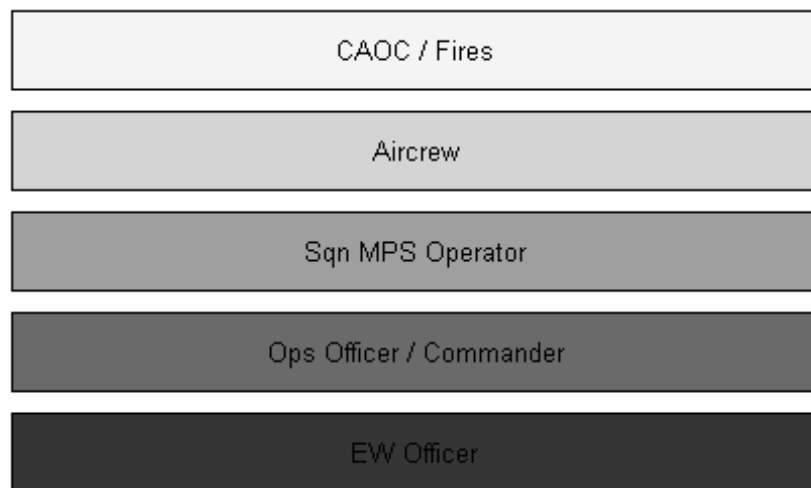 CAOC / Fires
Aircrew
Sqn MPS Operator
Ops Officer / Commander
EW Officer